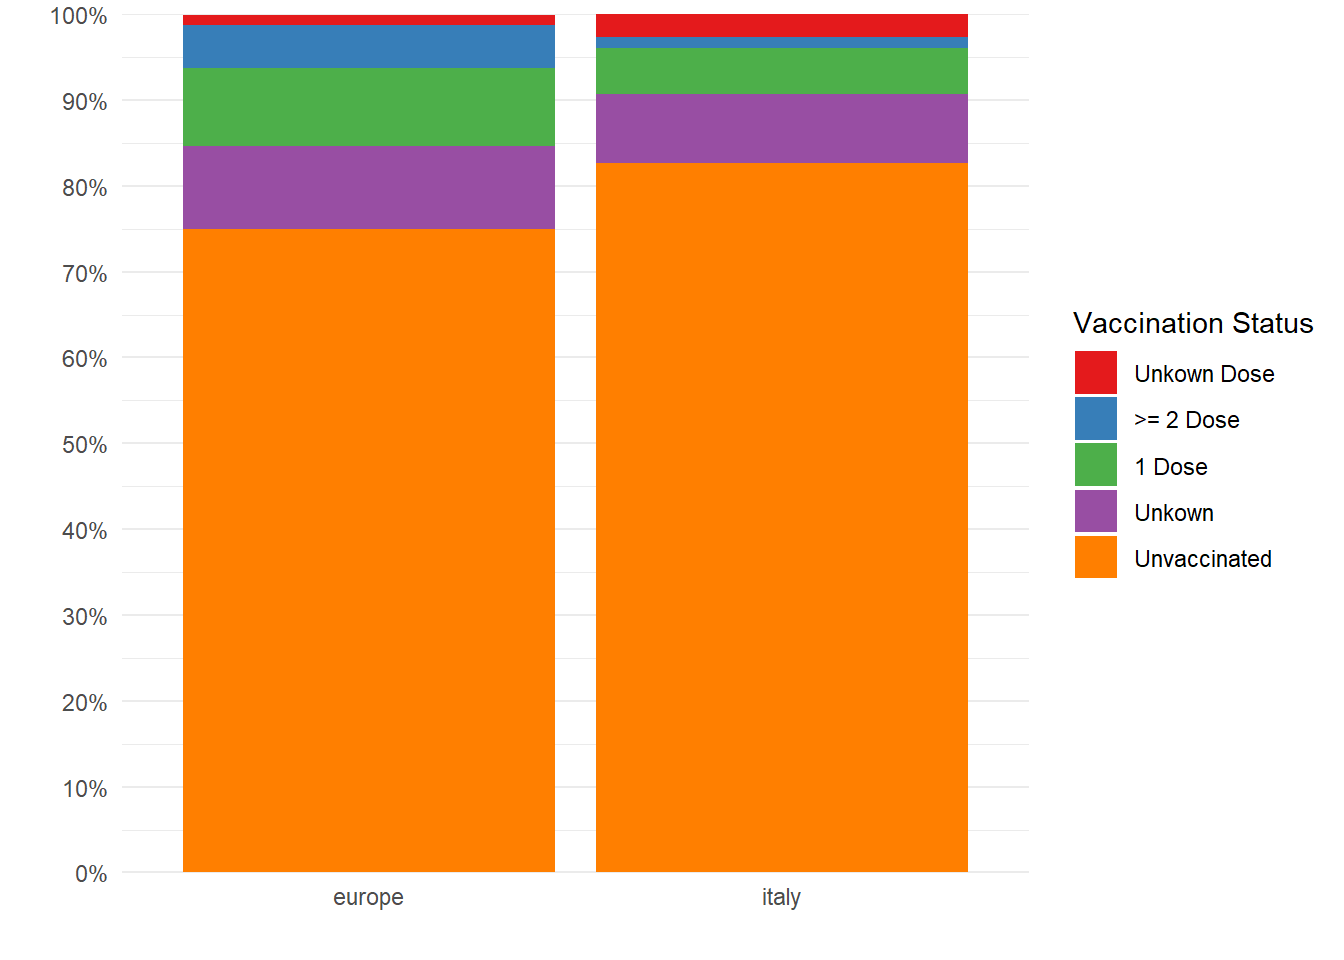 100%
90%
80%
70%
60%
50%
40%
30%
20%
10%
0%
europe
italy
Vaccination Status
Unkown Dose
>= 2 Dose
1 Dose
Unkown
Unvaccinated